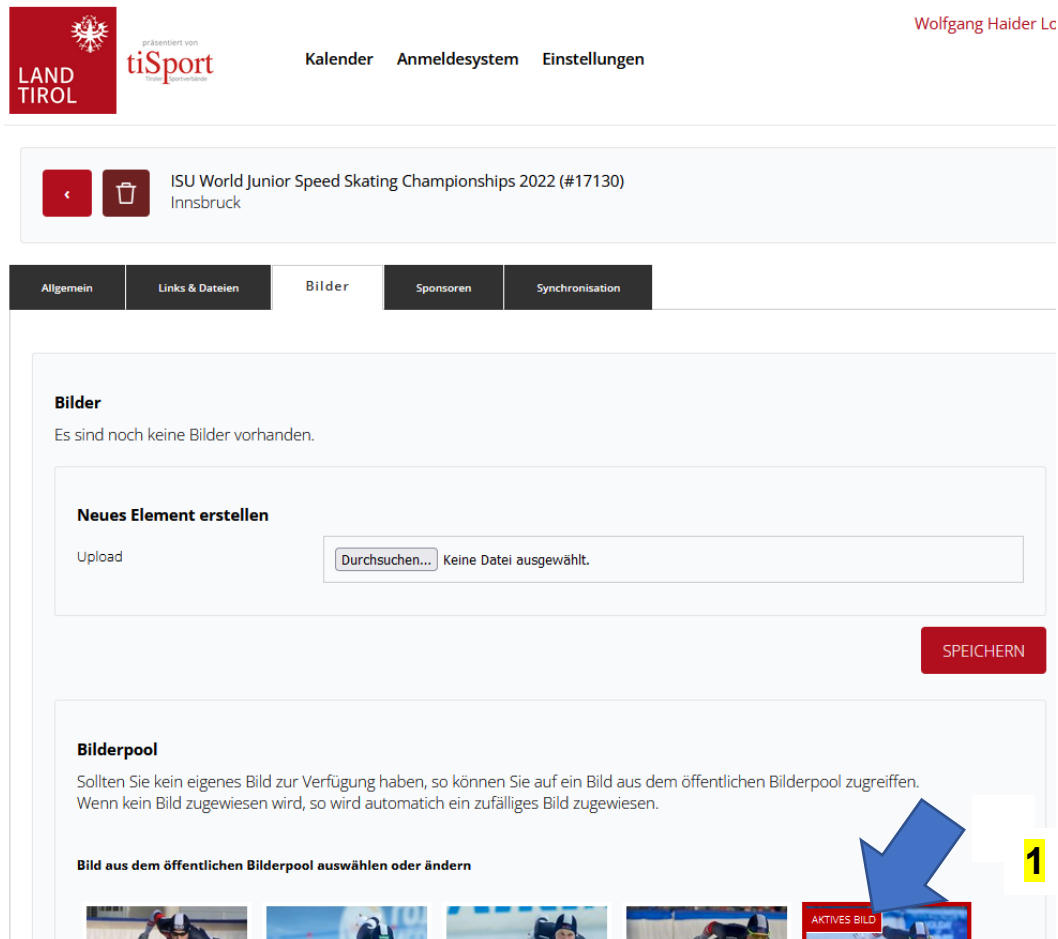 Wolfgang Haider Lo
präsentiert von
tiSport
Tiroler Sportverbände
LAND
TIROL
Kalender Anmeldesystem Einstellungen
‹
ISU World Junior Speed Skating Championships 2022 (#17130)
Innsbruck
Allgemein Links & Dateien Bilder Sponsoren Synchronisation
Bilder
Es sind noch keine Bilder vorhanden.
Neues Element erstellen
Upload Durchsuchen... Keine Datei ausgewählt.
SPEICHERN
Bilderpool
Sollten Sie kein eigenes Bild zur Verfügung haben, so können Sie auf ein Bild aus dem öffentlichen Bilderpool zugreifen.
Wenn kein Bild zugewiesen wird, so wird automatich ein zufälliges Bild zugewiesen.
1
Bild aus dem öffentlichen Bilderpool auswählen oder ändern
AKTIVES BILD